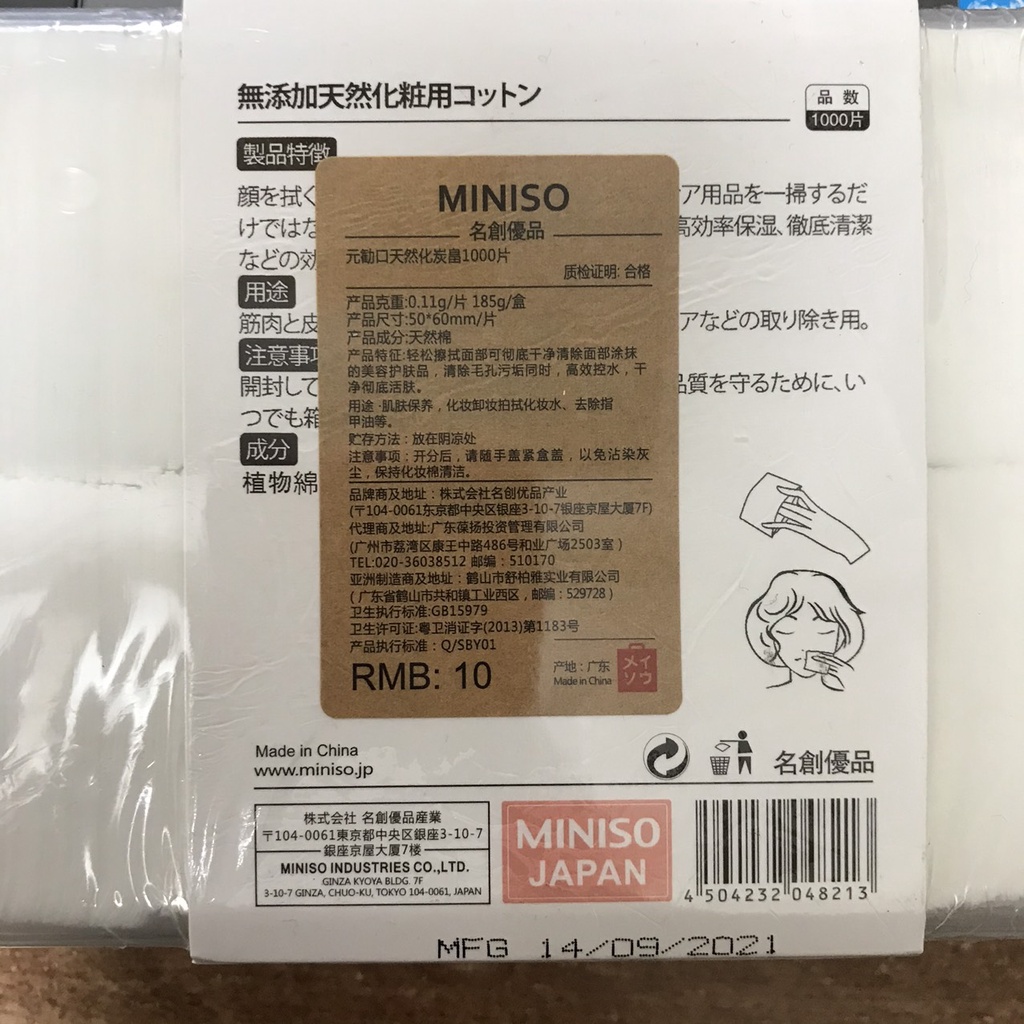 無添加天然化粧用コットン
品数
1000片
製品特徴
顔を拭く
ア用品を一掃するだ
けではな
高効率保湿、徹底清潔
などの効
用途
筋肉と皮
アなどの取り除き用。
注意事項
開封して
品質を守るために、い
つでも箱
成分
植物綿
MINISO
名創優品
元勧口天然化炭畠1000片
质检证明: 合格
产品克重:0.11g/片 185g/盒
产品尺寸:50*60mm/片
产品成分:天然棉
产品特征:轻松擦拭面部可彻底干净清除面部涂抹
的美容护肤品，清除毛孔污垢同时，高效控水，干
净彻底活肤。
用途 ·肌肤保养，化妆卸妆拍拭化妆水、去除指
甲油等。
贮存方法：放在阴凉处
注意事项：开分后，请随手盖紧盒盖，以免沾染灰
尘，保持化妆棉清洁。
品牌商及地址：株式会社名创优品产业
(〒104-0061东京都中央区银座3-10-7银座京屋大厦7F)
代理商及地址:广东葆扬投资管理有限公司
(广州市荔湾区康王中路486号和业广场2503室 )
TEL:020-36038512 邮编：510170
亚洲制造商及地址：鹤山市舒柏雅实业有限公司
( 广东省鹤山市共和镇工业西区，邮编：529728 )
卫生执行标准:GB15979
卫生许可证:粤卫消证字(2013)第1183号
产品执行标准：Q/SBY01
RMB: 10
产地：广东
Made in China
メイ
ソウ
Made in China
www.miniso.jp
名創優品
株式会社 名創優品産業
〒104-0061東京都中央区銀座3-10-7
銀座京屋大厦7楼
MINISO INDUSTRIES CO.,LTD.
GINZA KYOYA BLDG. 7F
3-10-7 GINZA, CHUO-KU, TOKYO 104-0061, JAPAN
MINISO
JAPAN
4 504232 048213
MFG 14/09/2021